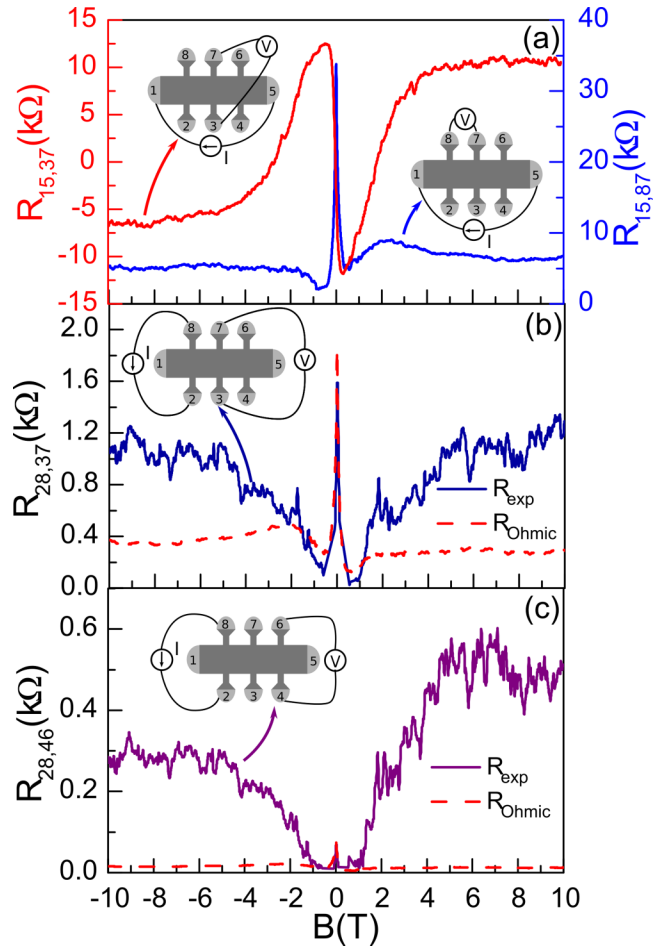 (a)
R15,37(kΩ)
15
10
5
0
-5
-10
-15
R15,87(kΩ)
40
30
20
10
0
8 7 6 V
1 5
2 3 4
I
V
8 7 6
1 5
2 3 4
I
(b)
R28,37(kΩ)
2.0
1.6
1.2
0.8
0.4
0.0
8 7 6
I
1 5 V
2 3 4
Rexp
ROhmic
(c)
R28,46(kΩ)
0.6
0.4
0.2
0.0
8 7 6
I
1 5 V
2 3 4
Rexp
ROhmic
-10 -8 -6 -4 -2 0 2 4 6 8 10
B(T)